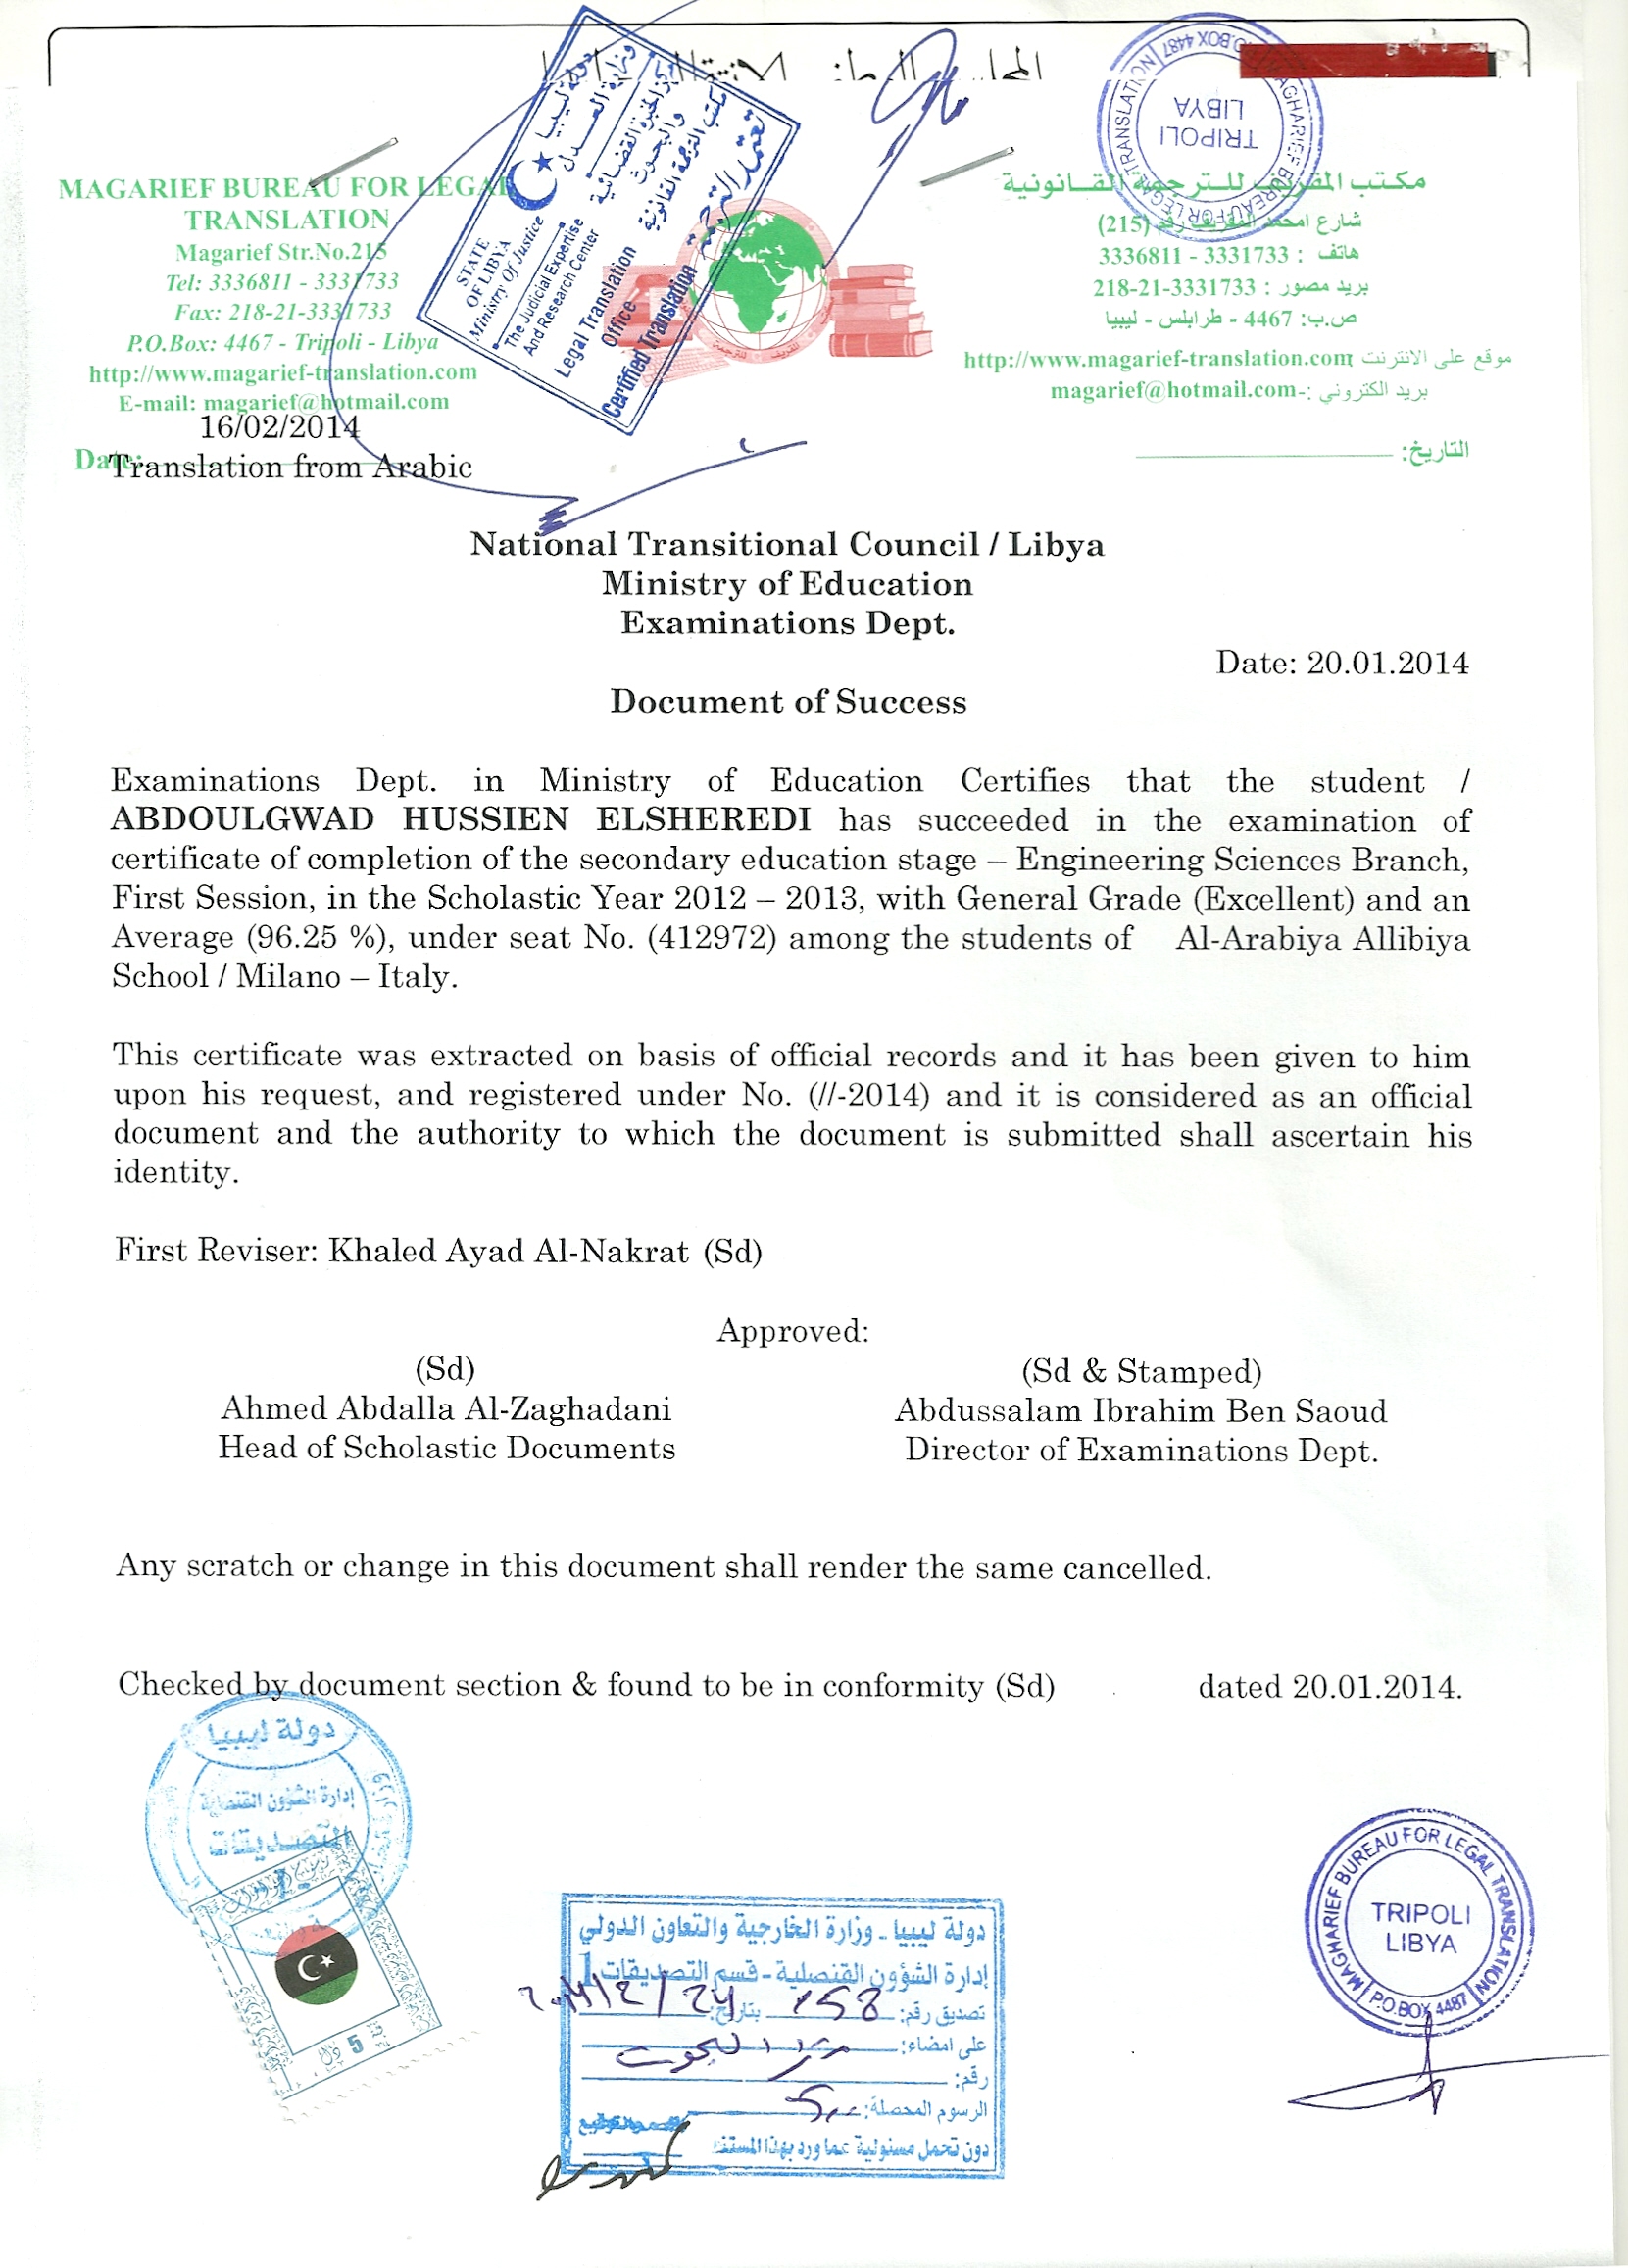 MAGARIEF BUREAU FOR LEGAL
TRANSLATION
Magarief Str.No.215
Tel: 3336811 - 3331733
Fax: 218-21-3331733
P.O.Box: 4467 - Tripoli - Libya
http://www.magarief-translation.com
E-mail: magarief@hotmail.com
Date:
مكتب المقريف للترجمة القانونية
شارع امحمد المقريف رقم (215)
هاتف : 3331733 - 3336811
بريد مصور : 3331733-21-218
ص.ب: 4467 - طرابلس - ليبيا
موقع على الانترنت http://www.magarief-translation.com
بريد الكتروني :-magarief@hotmail.com
التاريخ:
دولة ليبيا
وزارة العدل
مركز الخبرة القضائية
والبحوث
مكتب الترجمة القانونية
تعتمد الترجمة
STATE
OF LIBYA
Ministry Of Justice
The Judicial Expertise
And Research Center
Legal Translation
Office
Certified Translation
MAGHARIEF BUREAU FOR LEGAL TRANSLATION
P.O.BOX 4487
TRIPOLI
LIBYA
16/02/2014
Translation from Arabic
National Transitional Council / Libya
Ministry of Education
Examinations Dept.
Date: 20.01.2014
Document of Success
Examinations Dept. in Ministry of Education Certifies that the student /
ABDOULGWAD HUSSIEN ELSHEREDI has succeeded in the examination of
certificate of completion of the secondary education stage – Engineering Sciences Branch,
First Session, in the Scholastic Year 2012 – 2013, with General Grade (Excellent) and an
Average (96.25 %), under seat No. (412972) among the students of Al-Arabiya Allibiya
School / Milano – Italy.
This certificate was extracted on basis of official records and it has been given to him
upon his request, and registered under No. (//-2014) and it is considered as an official
document and the authority to which the document is submitted shall ascertain his
identity.
First Reviser: Khaled Ayad Al-Nakrat (Sd)
Approved:
(Sd)
Ahmed Abdalla Al-Zaghadani
Head of Scholastic Documents
(Sd & Stamped)
Abdussalam Ibrahim Ben Saoud
Director of Examinations Dept.
Any scratch or change in this document shall render the same cancelled.
Checked by document section & found to be in conformity (Sd) dated 20.01.2014.
دولة ليبيا
إدارة الشؤون القنصلية
التصديقات
5
دولة ليبيا ـ وزارة الخارجية والتعاون الدولي
إدارة الشؤون القنصلية - قسم التصديقات 1
تصديق رقم: بتاريخ:
على امضاء:
رقم:
الرسوم المحصلة:
دون تحمل مسئولية عما ورد بهذا المستند
MAGHARIEF BUREAU FOR LEGAL TRANSLATION
TRIPOLI
LIBYA
P.O.BOX 4487